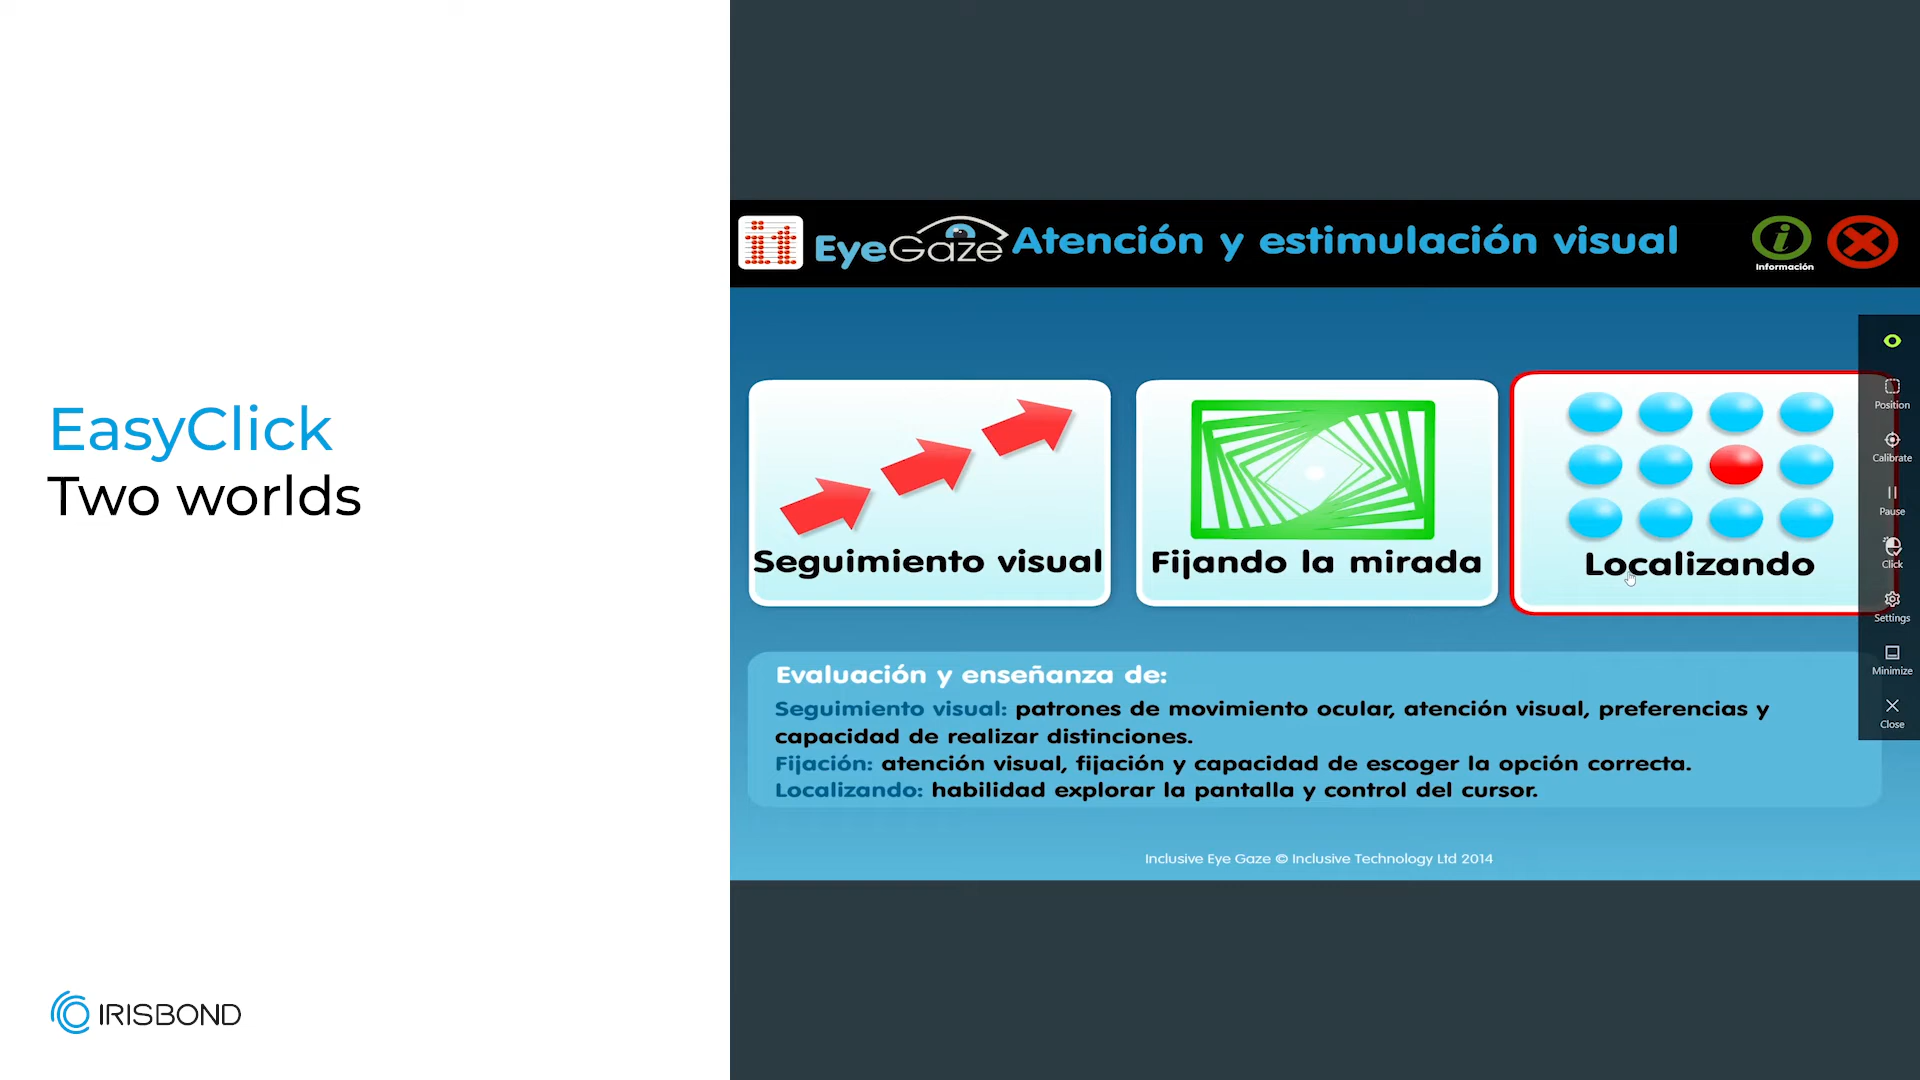 EasyClick
Two worlds
IRISBOND
it EyeGaze Atención y estimulación visual
i
Información
Seguimiento visual
Fijando la mirada
Localizando
Evaluación y enseñanza de:
Seguimiento visual: patrones de movimiento ocular, atención visual, preferencias y
capacidad de realizar distinciones.
Fijación: atención visual, fijación y capacidad de escoger la opción correcta.
Localizando: habilidad explorar la pantalla y control del cursor.
Inclusive Eye Gaze © Inclusive Technology Ltd 2014
Position
Calibrate
Pause
Click
Settings
Minimize
Close